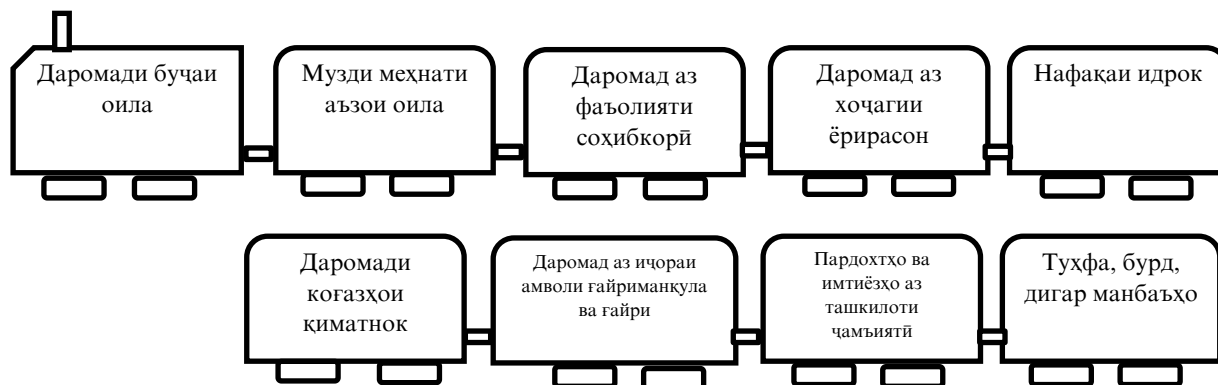 Даромади буҷаи
оила
Музди меҳнати
аъзои оила
Даромад аз
фаъолияти
соҳибкорӣ
Даромад аз
хоҷагии
ёрирасон
Нафақаи идрок
Даромади
коғазҳои
қиматнок
Даромад аз иҷораи
амволи ғайриманқула
ва ғайри
Пардохтҳо ва
имтиёзҳо аз
ташкилоти
ҷамъиятӣ
Туҳфа, бурд,
дигар манбаъҳо